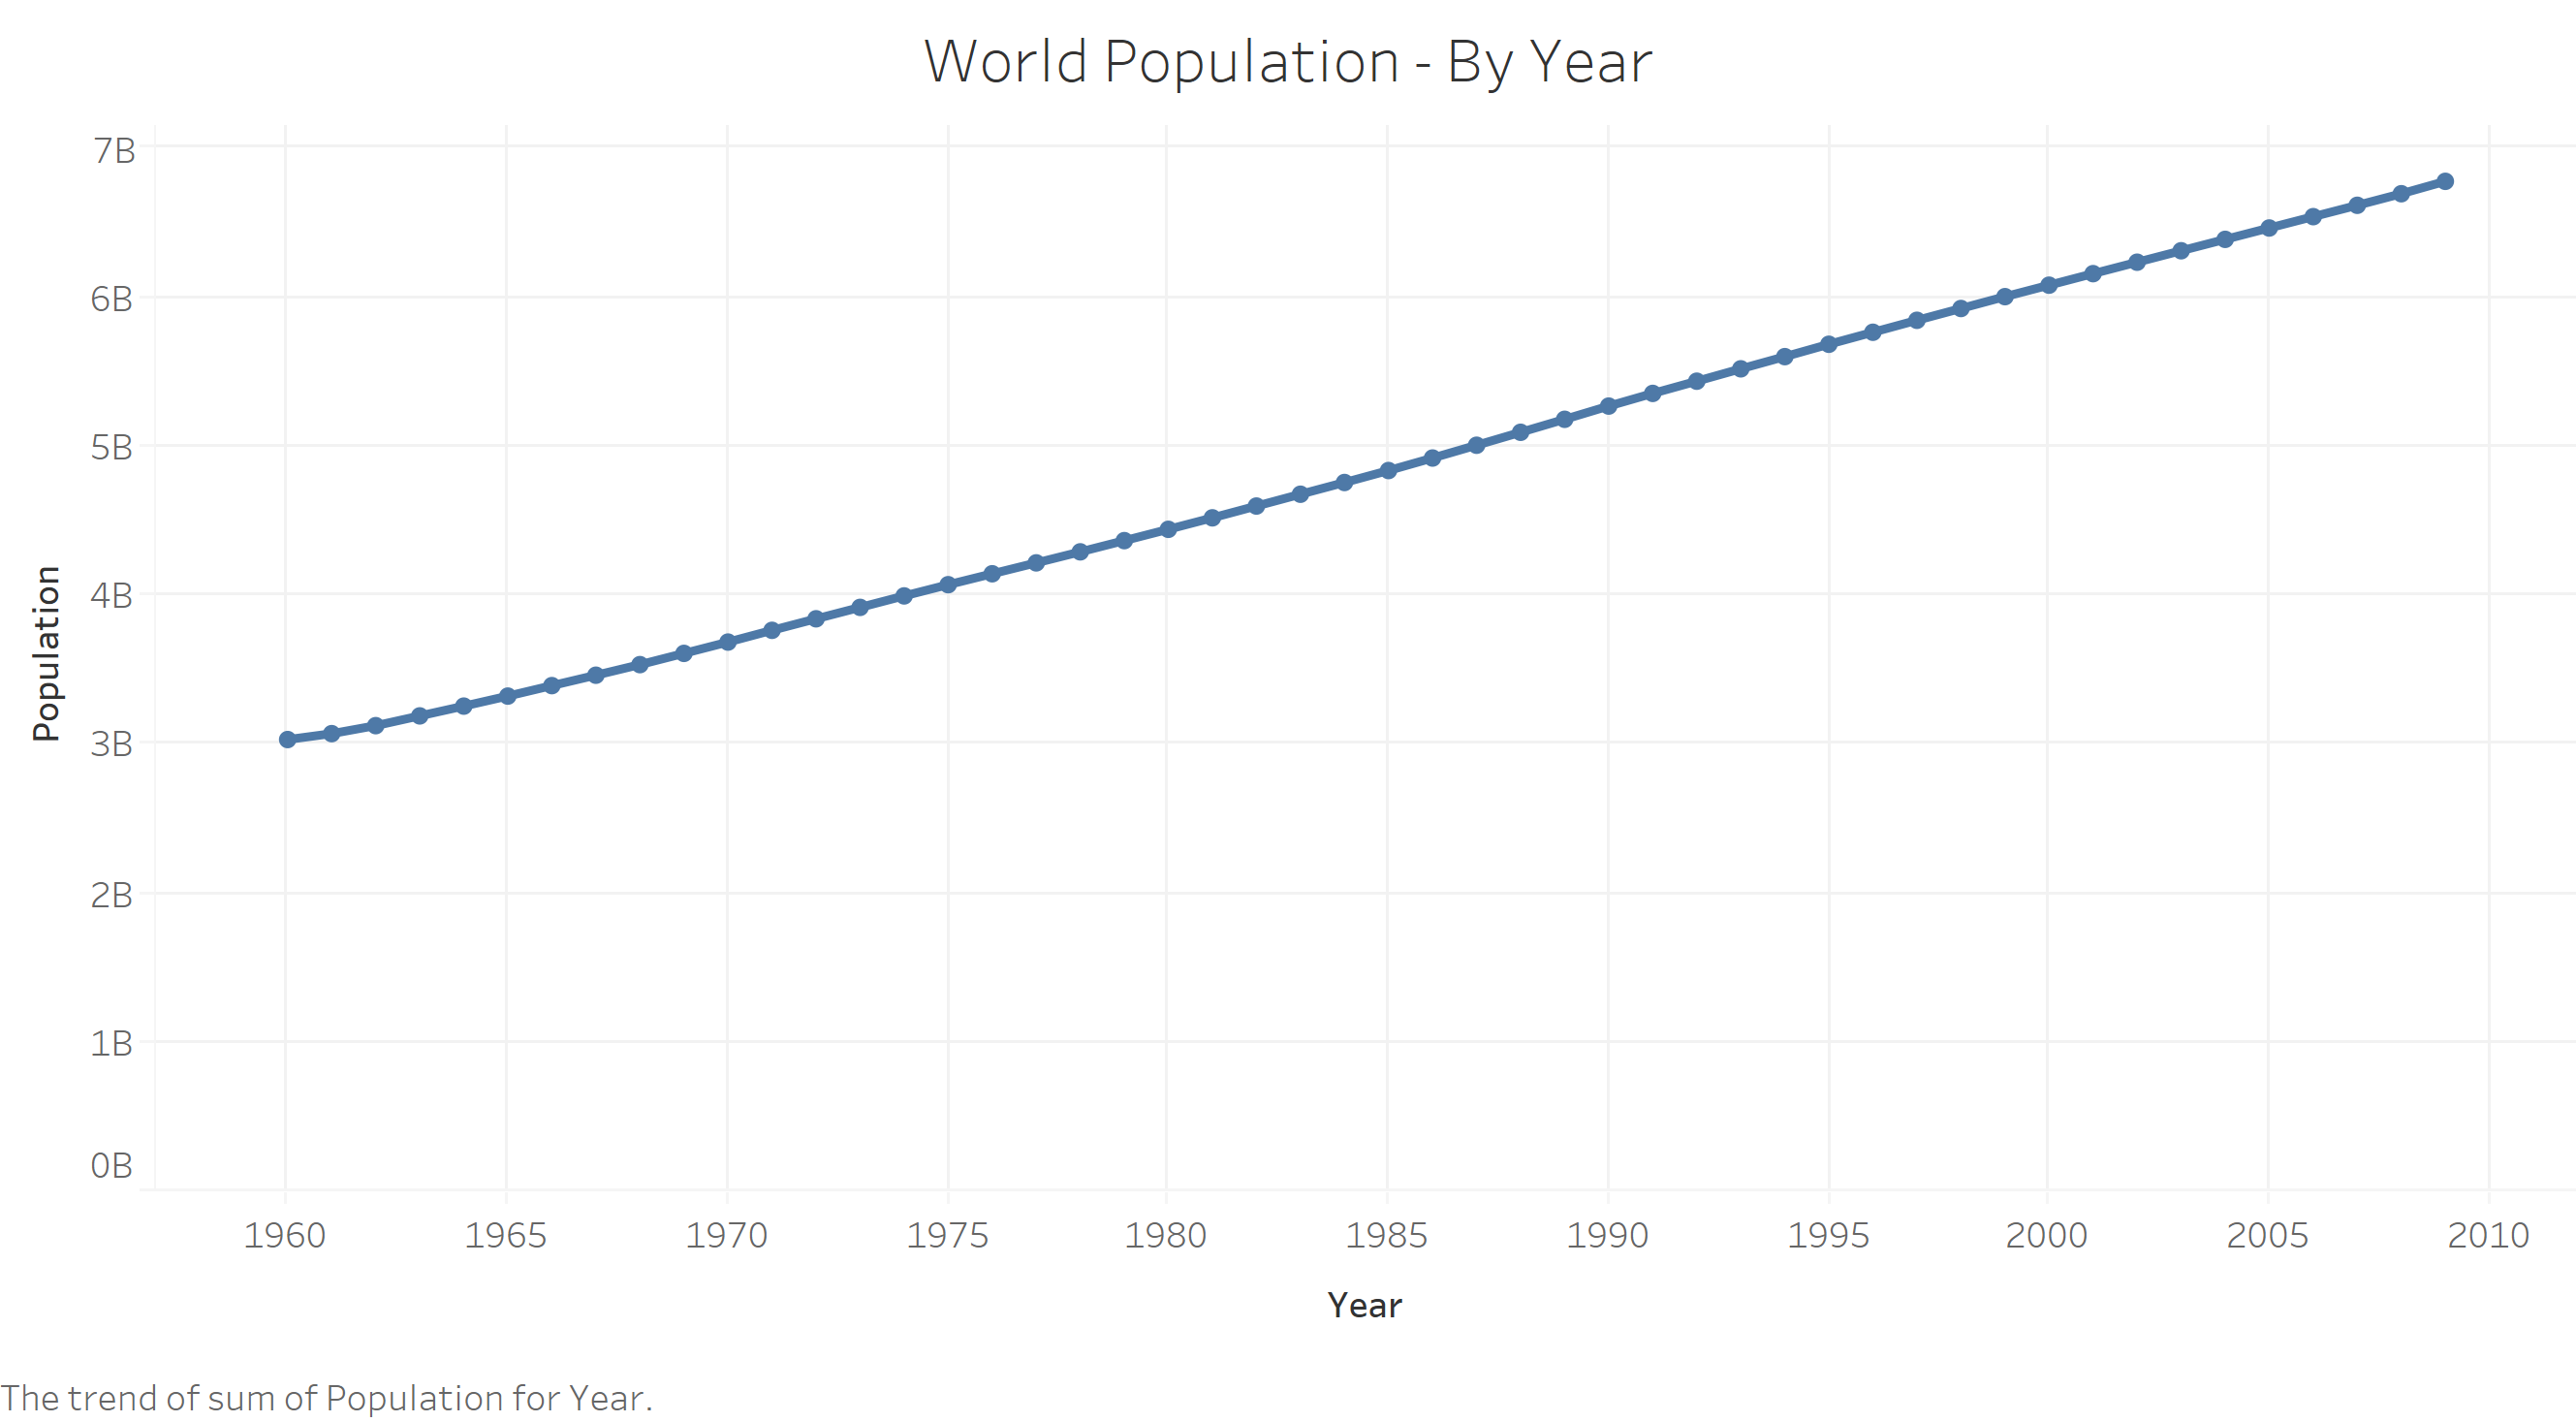 World Population - By Year
7B
6B
5B
4B
3B
2B
1B
0B
Population
1960 1965 1970 1975 1980 1985 1990 1995 2000 2005 2010
Year
The trend of sum of Population for Year.